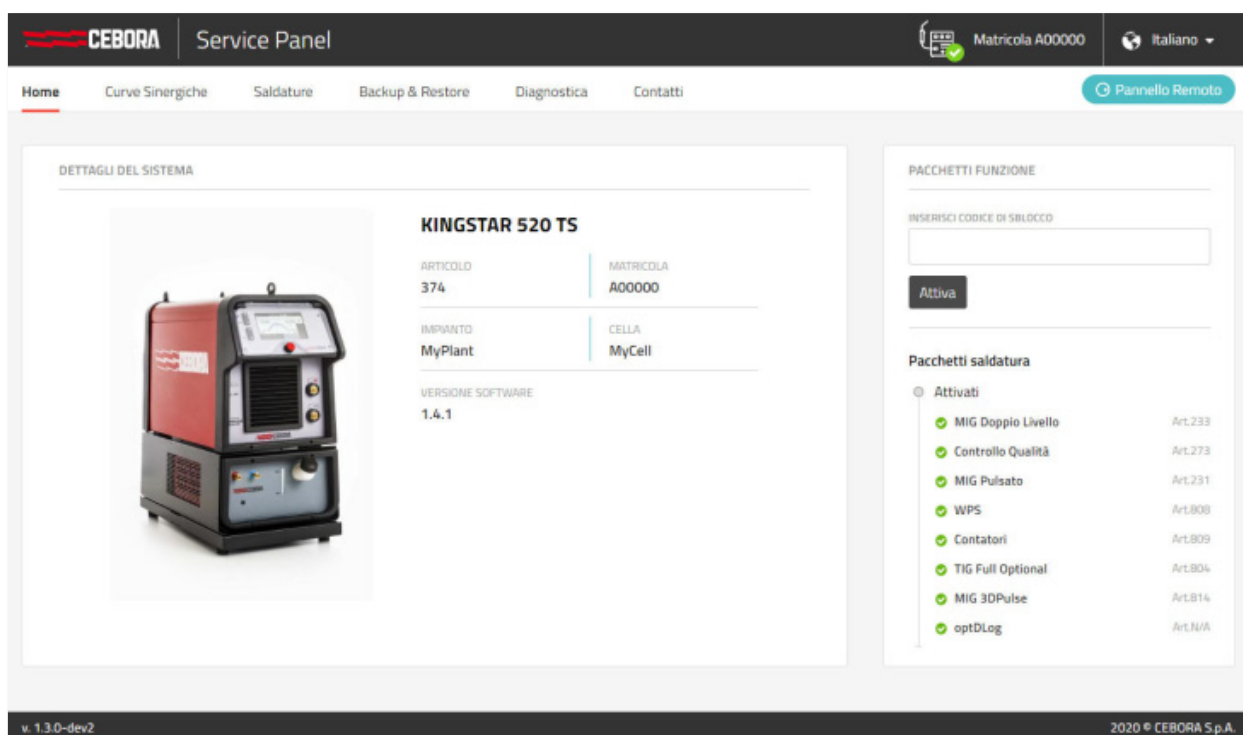 CEBORA
Service Panel
Matricola A00000
Italiano
Home
Curve Sinergiche
Saldature
Backup & Restore
Diagnostica
Contatti
Pannello Remoto
DETTAGLI DEL SISTEMA
KINGSTAR 520 TS
ARTICOLO
374
MATRICOLA
A00000
IMPIANTO
MyPlant
CELLA
MyCell
VERSIONE SOFTWARE
1.4.1
CEBORA
PACCHETTI FUNZIONE
INSERISCI CODICE DI SBLOCCO
Attiva
Pacchetti saldatura
Attivati
MIG Doppio Livello Art.233
Controllo Qualità Art.273
MIG Pulsato Art.231
WPS Art.808
Contatori Art.809
TIG Full Optional Art.804
MIG 3DPulse Art.814
optDLog Art.N/A
v. 1.3.0-dev2
2020 © CEBORA S.p.A.